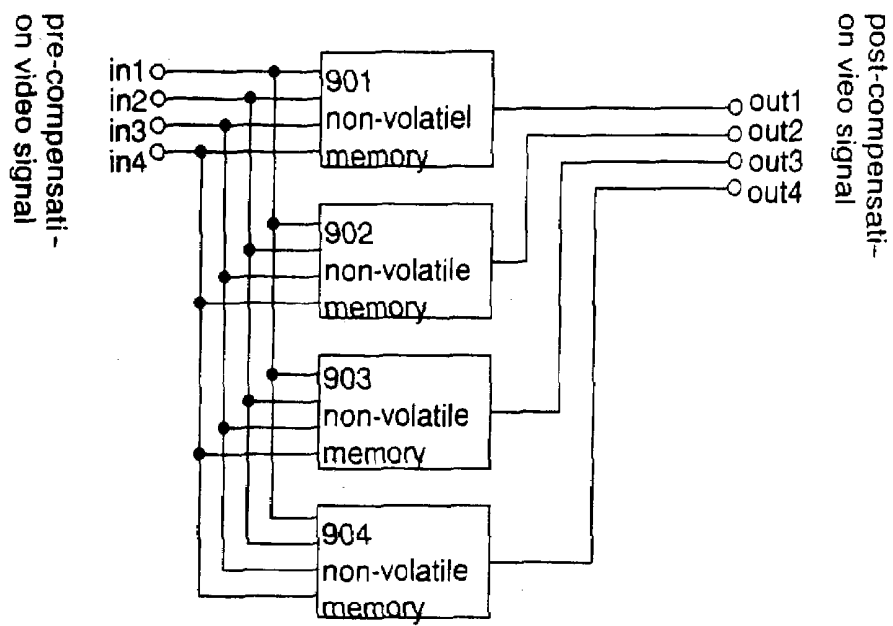 pre-compensati-
on video signal
in1
in2
in3
in4
901
non-volatiel
memory
902
non-volatile
memory
903
non-volatile
memory
904
non-volatile
memory
out1
out2
out3
out4
post-compensati-
on vieo signal